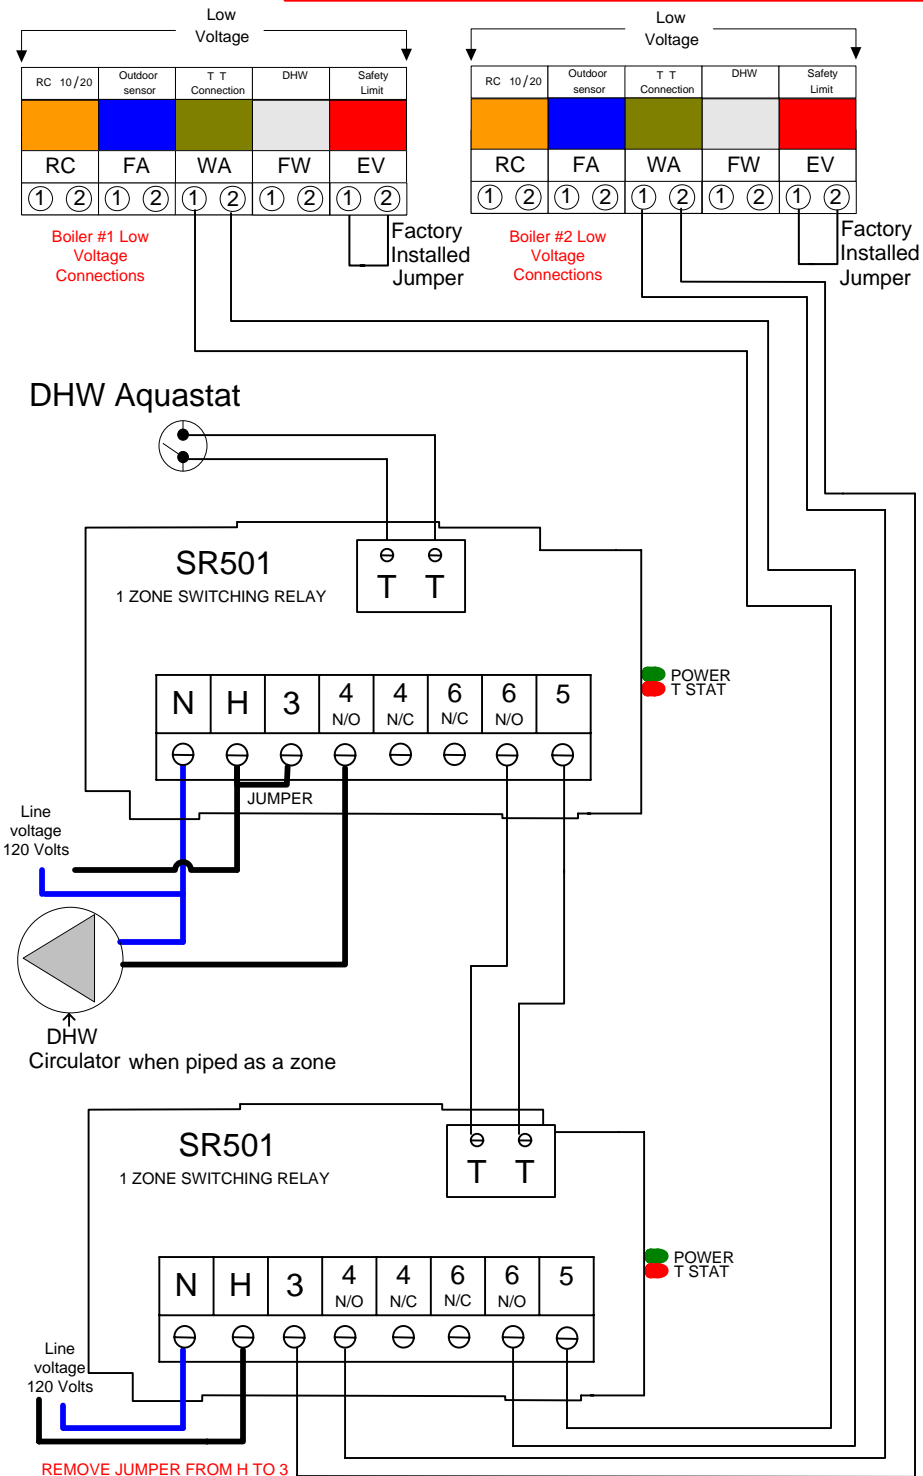 Low
Voltage
RC 10/20
Outdoor
sensor
T T
Connection
DHW
Safety
Limit
RC FA WA FW EV
1 2 1 2 1 2 1 2 1 2
Boiler #1 Low
Voltage
Connections
Factory
Installed
Jumper
Low
Voltage
RC 10/20
Outdoor
sensor
T T
Connection
DHW
Safety
Limit
RC FA WA FW EV
1 2 1 2 1 2 1 2 1 2
Boiler #2 Low
Voltage
Connections
Factory
Installed
Jumper
DHW Aquastat
SR501
1 ZONE SWITCHING RELAY
T T
POWER
T STAT
N H 3 4 4 6 6 5
N/O N/C N/C N/O
JUMPER
Line
voltage
120 Volts
DHW
Circulator when piped as a zone
SR501
1 ZONE SWITCHING RELAY
T T
POWER
T STAT
N H 3 4 4 6 6 5
N/O N/C N/C N/O
Line
voltage
120 Volts
REMOVE JUMPER FROM H TO 3